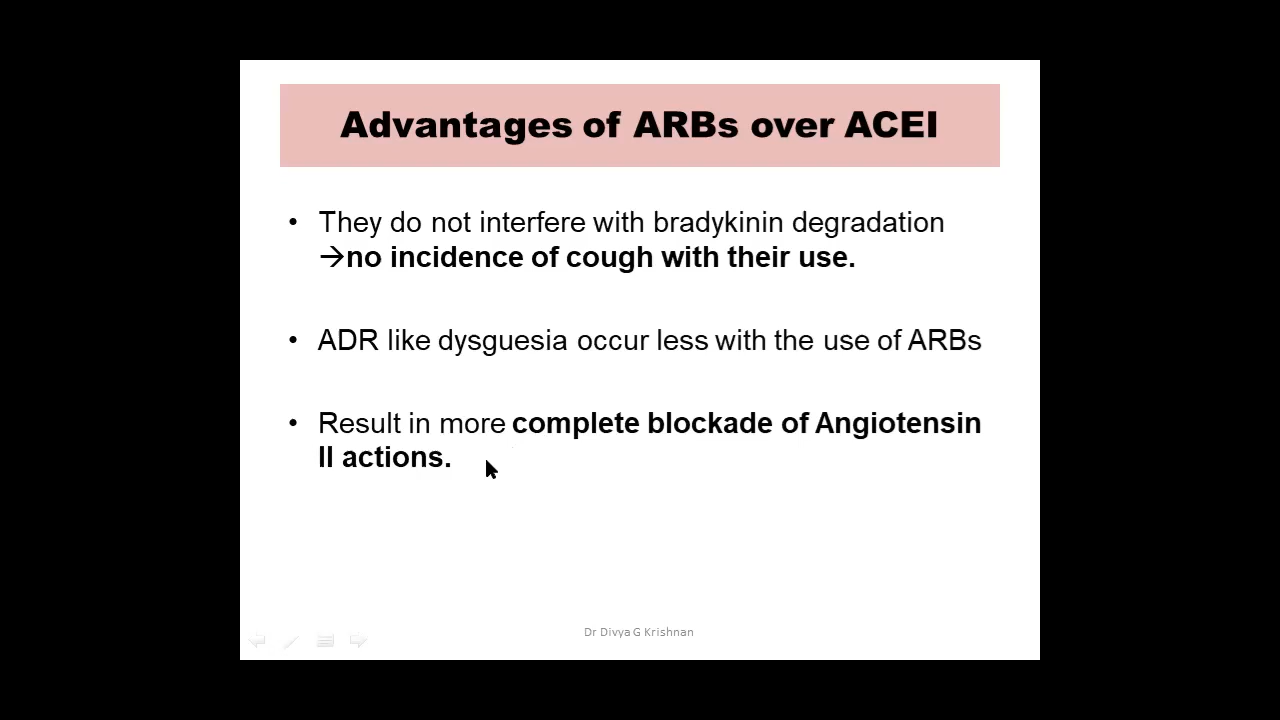 Advantages of ARBs over ACEI
• They do not interfere with bradykinin degradation
→no incidence of cough with their use.
• ADR like dysguesia occur less with the use of ARBs
• Result in more complete blockade of Angiotensin
II actions.
Dr Divya G Krishnan